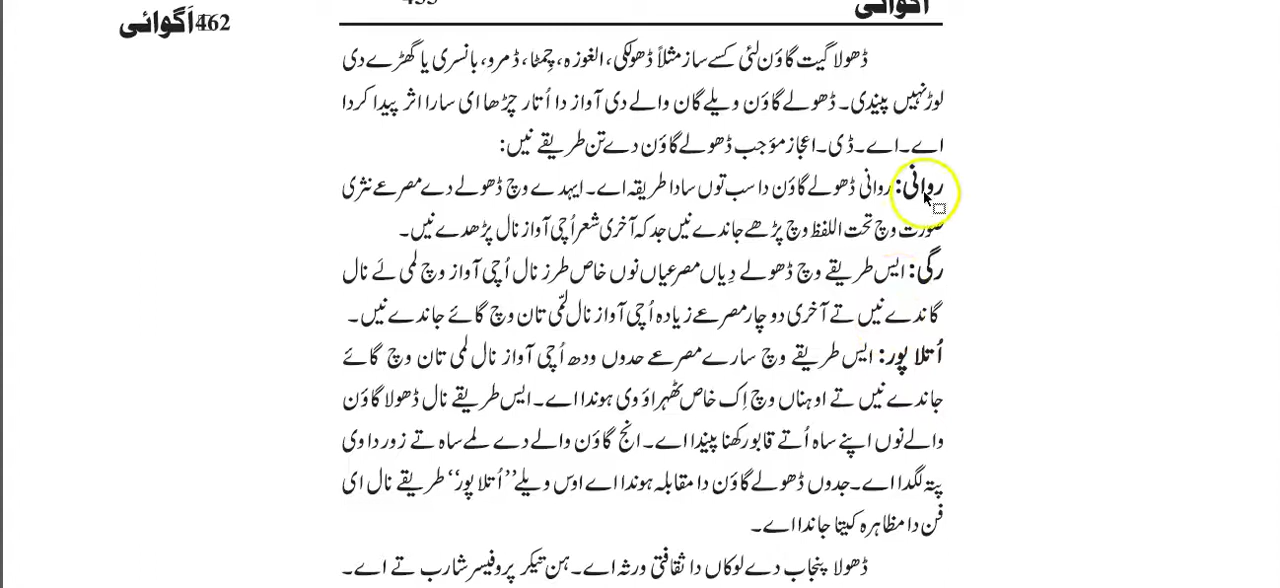 اَگوائی 462
اگوائی
ڈھولا گیت گاؤن لئی کسے ساز مثلاً ڈھولکی، الغوزہ، چمٹا، ڈمرو، بانسری یا گھڑے دی
لوڑ نہیں پیندی۔ ڈھولے گاؤن ویلے گان والے دی آواز دا اُتار چڑھا ای سارا اثر پیدا کردا
اے۔ اے۔ ڈی۔ اعجاز مؤجب ڈھولے گاؤن دے تن طریقے نیں:
روانی: روانی ڈھولے گاؤن دا سب توں سادا طریقہ اے۔ ایہدے وچ ڈھولے دے مصرعے نثری
صورت وچ تحت اللفظ وچ پڑھے جاندے نیں جد کہ آخری شعر اُچی آواز نال پڑھدے نیں۔
رگی: ایس طریقے وچ ڈھولے دِیاں مصرعیاں نوں خاص طرز نال اُچی آواز وچ لمی لَے نال
گاندے نیں تے آخری دو چار مصرعے زیادہ اُچی آواز نال لمّی تان وچ گائے جاندے نیں۔
اُتلا پور: ایس طریقے وچ سارے مصرعے حدوں ودھ اُچی آواز نال لمی تان وچ گائے
جاندے نیں تے اوہناں وچ اِک خاص ٹھہراؤ وی ہوندا اے۔ ایس طریقے نال ڈھولا گاؤن
والے نوں اپنے ساہ اُتے قابو رکھنا پیندا اے۔ انج گاؤن والے دے لمے ساہ تے زور دا وی
پتہ لگدا اے۔ جدوں ڈھولے گاؤن دا مقابلہ ہوندا اے اوس ویلے ’’اُتلا پور‘‘ طریقے نال ای
فن دا مظاہرہ کیتا جاندا اے۔
ڈھولا پنجاب دے لوکاں دا ثقافتی ورثہ اے۔ ہن تیکر پروفیسر شارب تے اے۔